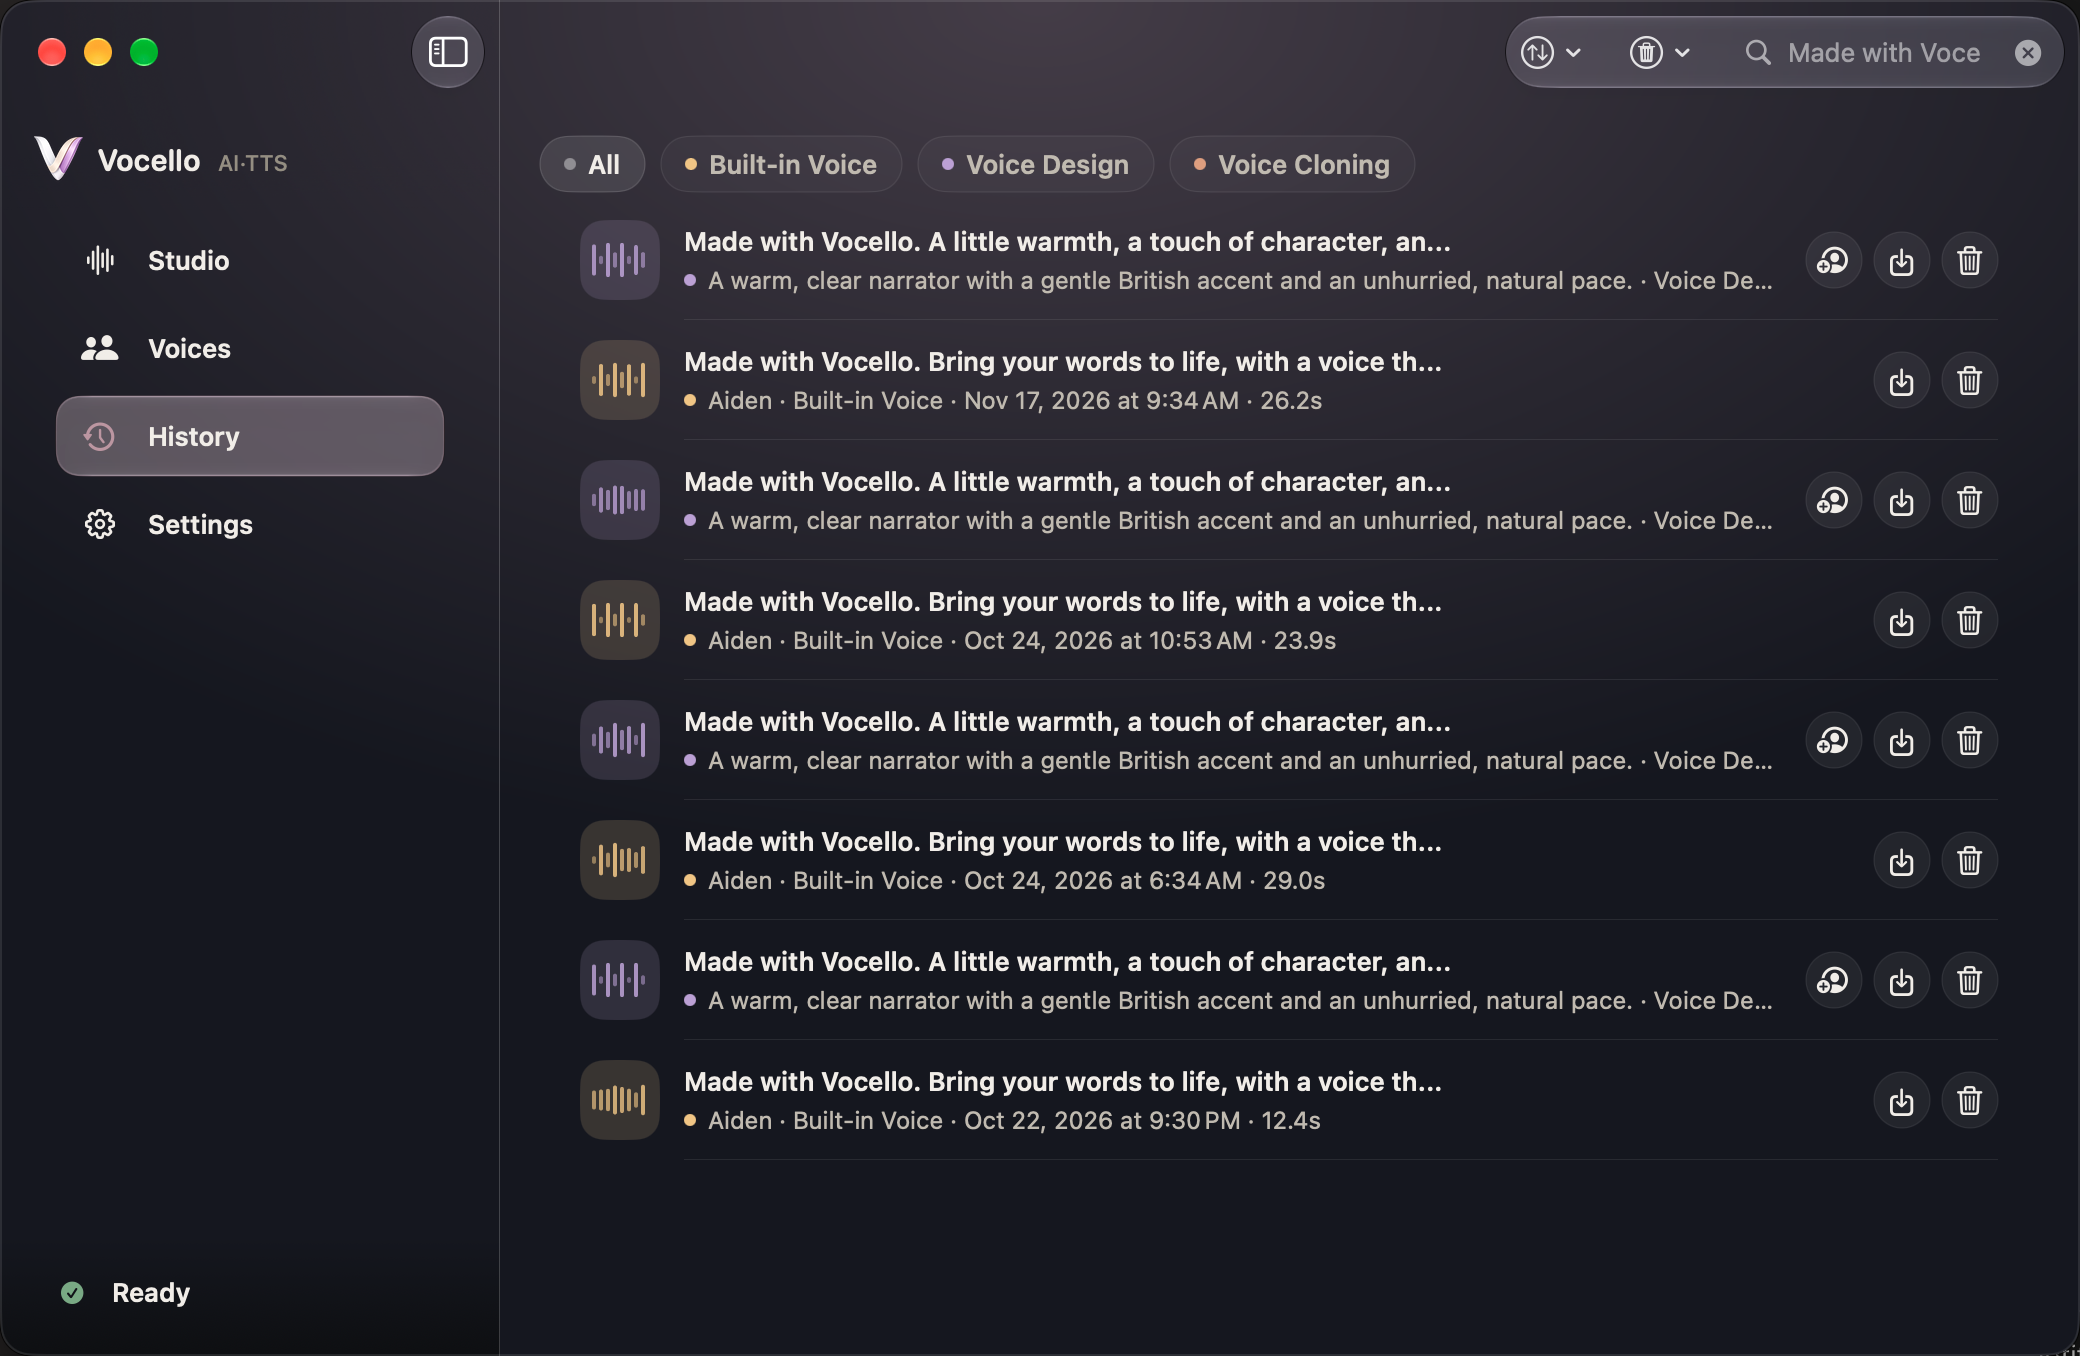 Made with Voce
Vocello AI·TTS
Studio
Voices
History
Settings
Ready
All
Built-in Voice
Voice Design
Voice Cloning
Made with Vocello. A little warmth, a touch of character, an...
A warm, clear narrator with a gentle British accent and an unhurried, natural pace. · Voice De...
Made with Vocello. Bring your words to life, with a voice th...
Aiden · Built-in Voice · Nov 17, 2026 at 9:34 AM · 26.2s
Made with Vocello. A little warmth, a touch of character, an...
A warm, clear narrator with a gentle British accent and an unhurried, natural pace. · Voice De...
Made with Vocello. Bring your words to life, with a voice th...
Aiden · Built-in Voice · Oct 24, 2026 at 10:53 AM · 23.9s
Made with Vocello. A little warmth, a touch of character, an...
A warm, clear narrator with a gentle British accent and an unhurried, natural pace. · Voice De...
Made with Vocello. Bring your words to life, with a voice th...
Aiden · Built-in Voice · Oct 24, 2026 at 6:34 AM · 29.0s
Made with Vocello. A little warmth, a touch of character, an...
A warm, clear narrator with a gentle British accent and an unhurried, natural pace. · Voice De...
Made with Vocello. Bring your words to life, with a voice th...
Aiden · Built-in Voice · Oct 22, 2026 at 9:30 PM · 12.4s